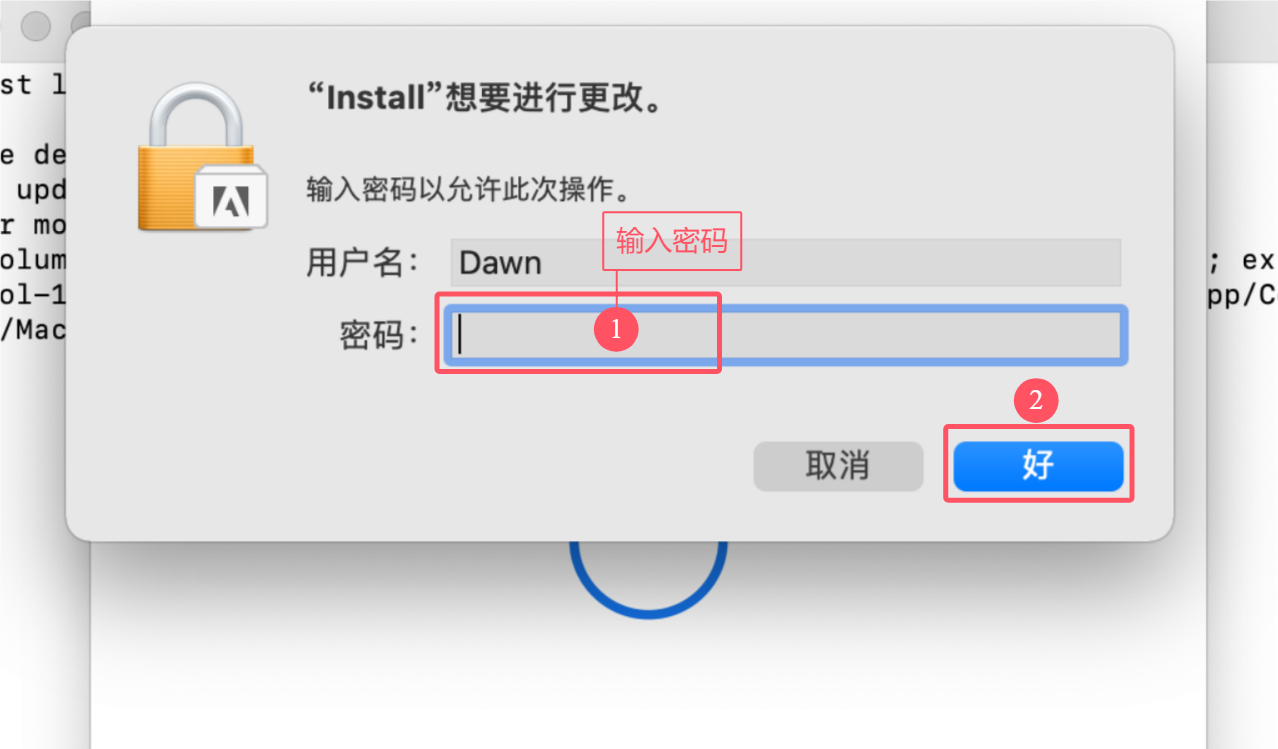 “Install”想要进行更改。
st l
输入密码以允许此次操作。
e de
upd
r mo
输入密码
用户名：
Dawn
olum
; ex
ol-1
pp/C
密码：
1
/Mac
2
取消
好